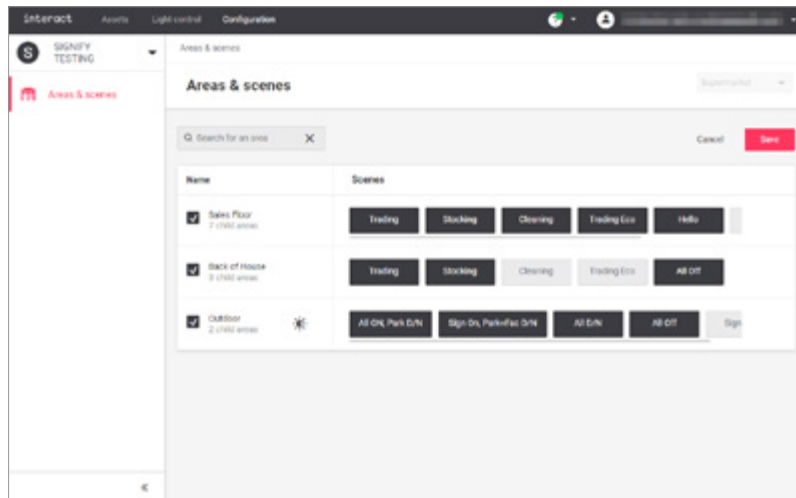 interact Assets Light control Configuration
S SIGNIFY TESTING
Areas & scenes
Areas & scenes
Areas & scenes
Supermarket
Search for an area
Cancel Save
Name Scenes
Sales Floor
7 child areas
Trading Stocking Cleaning Trading Eco Hello
Back of House
3 child areas
Trading Stocking Cleaning Trading Eco All Off
Outdoor
2 child areas
All ON, Park D/N Sign On, Park+Fac D/N All D/N All Off Sign